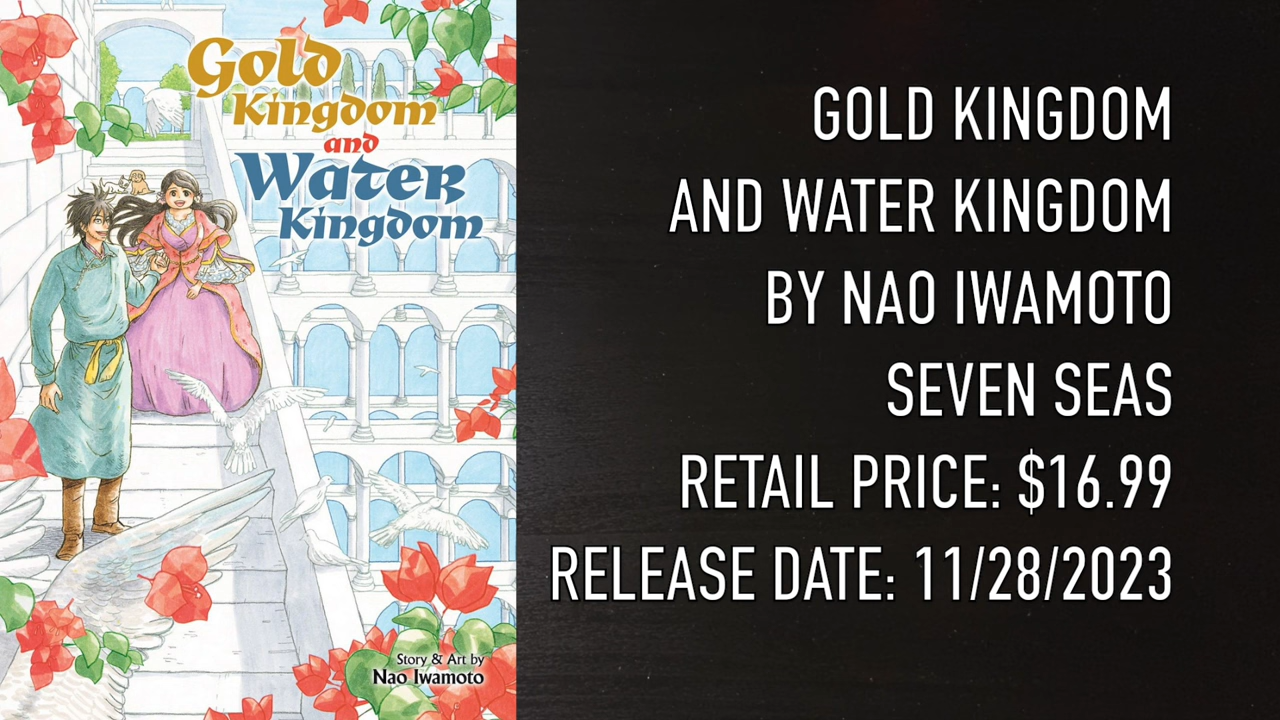 Gold
Kingdom
and
Water
Kingdom
Story & Art by
Nao Iwamoto
GOLD KINGDOM
AND WATER KINGDOM
BY NAO IWAMOTO
SEVEN SEAS
RETAIL PRICE: $16.99
RELEASE DATE: 11/28/2023